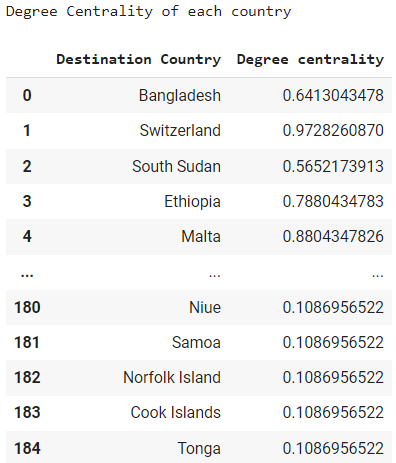 Degree Centrality of each country
Destination Country Degree centrality
0 Bangladesh 0.6413043478
1 Switzerland 0.9728260870
2 South Sudan 0.5652173913
3 Ethiopia 0.7880434783
4 Malta 0.8804347826
... ... ...
180 Niue 0.1086956522
181 Samoa 0.1086956522
182 Norfolk Island 0.1086956522
183 Cook Islands 0.1086956522
184 Tonga 0.1086956522